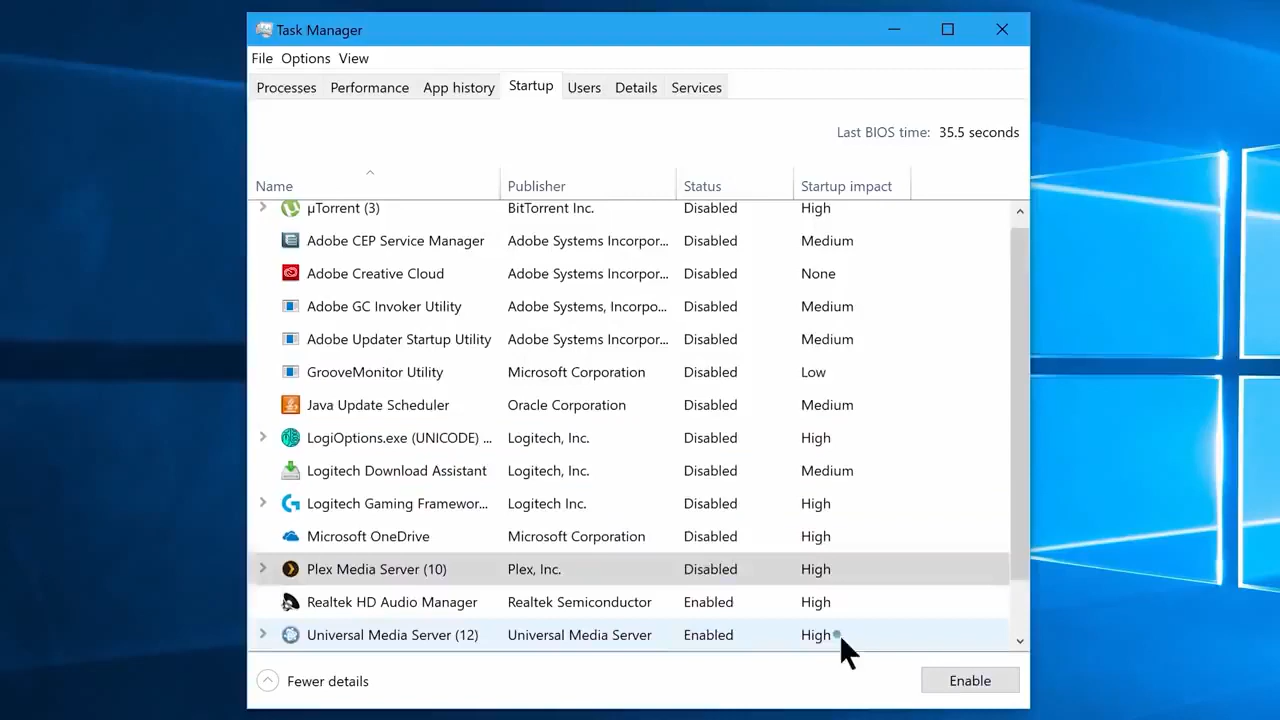 Task Manager
File Options View
Processes Performance App history Startup Users Details Services
Last BIOS time: 35.5 seconds
Name Publisher Status Startup impact
µTorrent (3) BitTorrent Inc. Disabled High
Adobe CEP Service Manager Adobe Systems Incorpor... Disabled Medium
Adobe Creative Cloud Adobe Systems Incorpor... Disabled None
Adobe GC Invoker Utility Adobe Systems, Incorpo... Disabled Medium
Adobe Updater Startup Utility Adobe Systems Incorpor... Disabled Medium
GrooveMonitor Utility Microsoft Corporation Disabled Low
Java Update Scheduler Oracle Corporation Disabled Medium
LogiOptions.exe (UNICODE) ... Logitech, Inc. Disabled High
Logitech Download Assistant Logitech, Inc. Disabled Medium
Logitech Gaming Framewor... Logitech Inc. Disabled High
Microsoft OneDrive Microsoft Corporation Disabled High
Plex Media Server (10) Plex, Inc. Disabled High
Realtek HD Audio Manager Realtek Semiconductor Enabled High
Universal Media Server (12) Universal Media Server Enabled High
Fewer details Enable